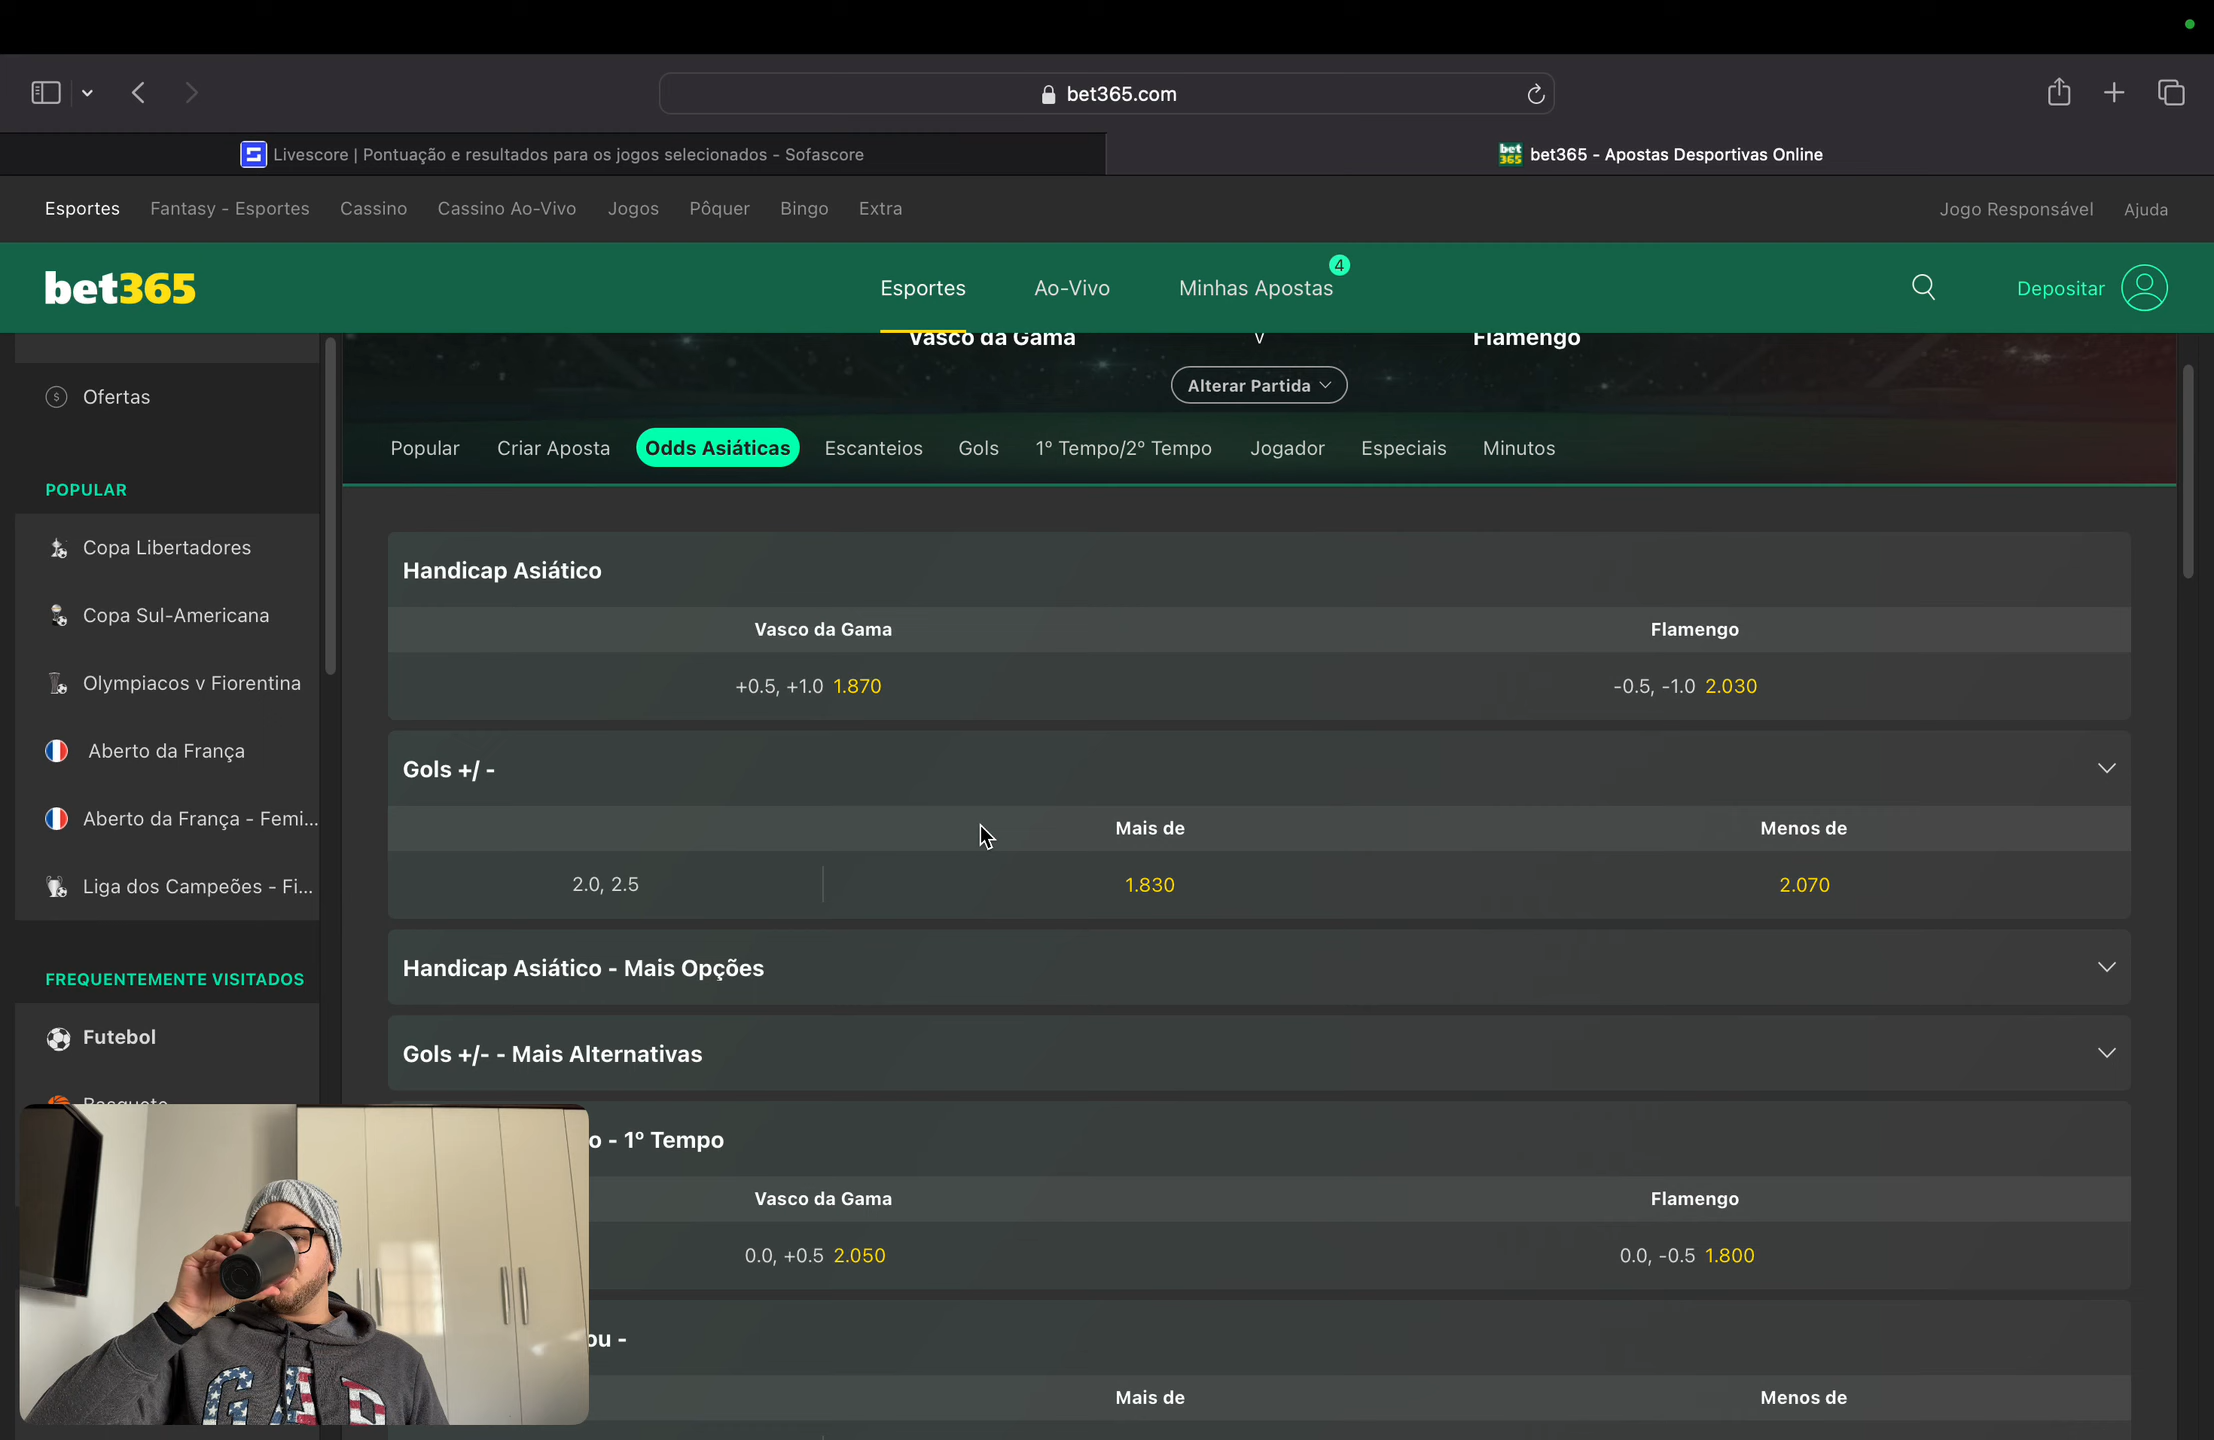 bet365.com
Livescore | Pontuação e resultados para os jogos selecionados - Sofascore
bet365 bet365 - Apostas Desportivas Online
Esportes Fantasy - Esportes Cassino Cassino Ao-Vivo Jogos Pôquer Bingo Extra Jogo Responsável Ajuda
bet365 Esportes Ao-Vivo Minhas Apostas 4 Depositar
Vasco da Gama v Flamengo
Alterar Partida
Ofertas
Popular Criar Aposta Odds Asiáticas Escanteios Gols 1º Tempo/2º Tempo Jogador Especiais Minutos
POPULAR
Copa Libertadores
Copa Sul-Americana
Olympiacos v Fiorentina
Aberto da França
Aberto da França - Femi...
Liga dos Campeões - Fi...
FREQUENTEMENTE VISITADOS
Futebol
Handicap Asiático
Vasco da Gama Flamengo
+0.5, +1.0 1.870 -0.5, -1.0 2.030
Gols +/ -
Mais de Menos de
2.0, 2.5 1.830 2.070
Handicap Asiático - Mais Opções
Gols +/- - Mais Alternativas
o - 1º Tempo
Vasco da Gama Flamengo
0.0, +0.5 2.050 0.0, -0.5 1.800
ou -
Mais de Menos de
GAP